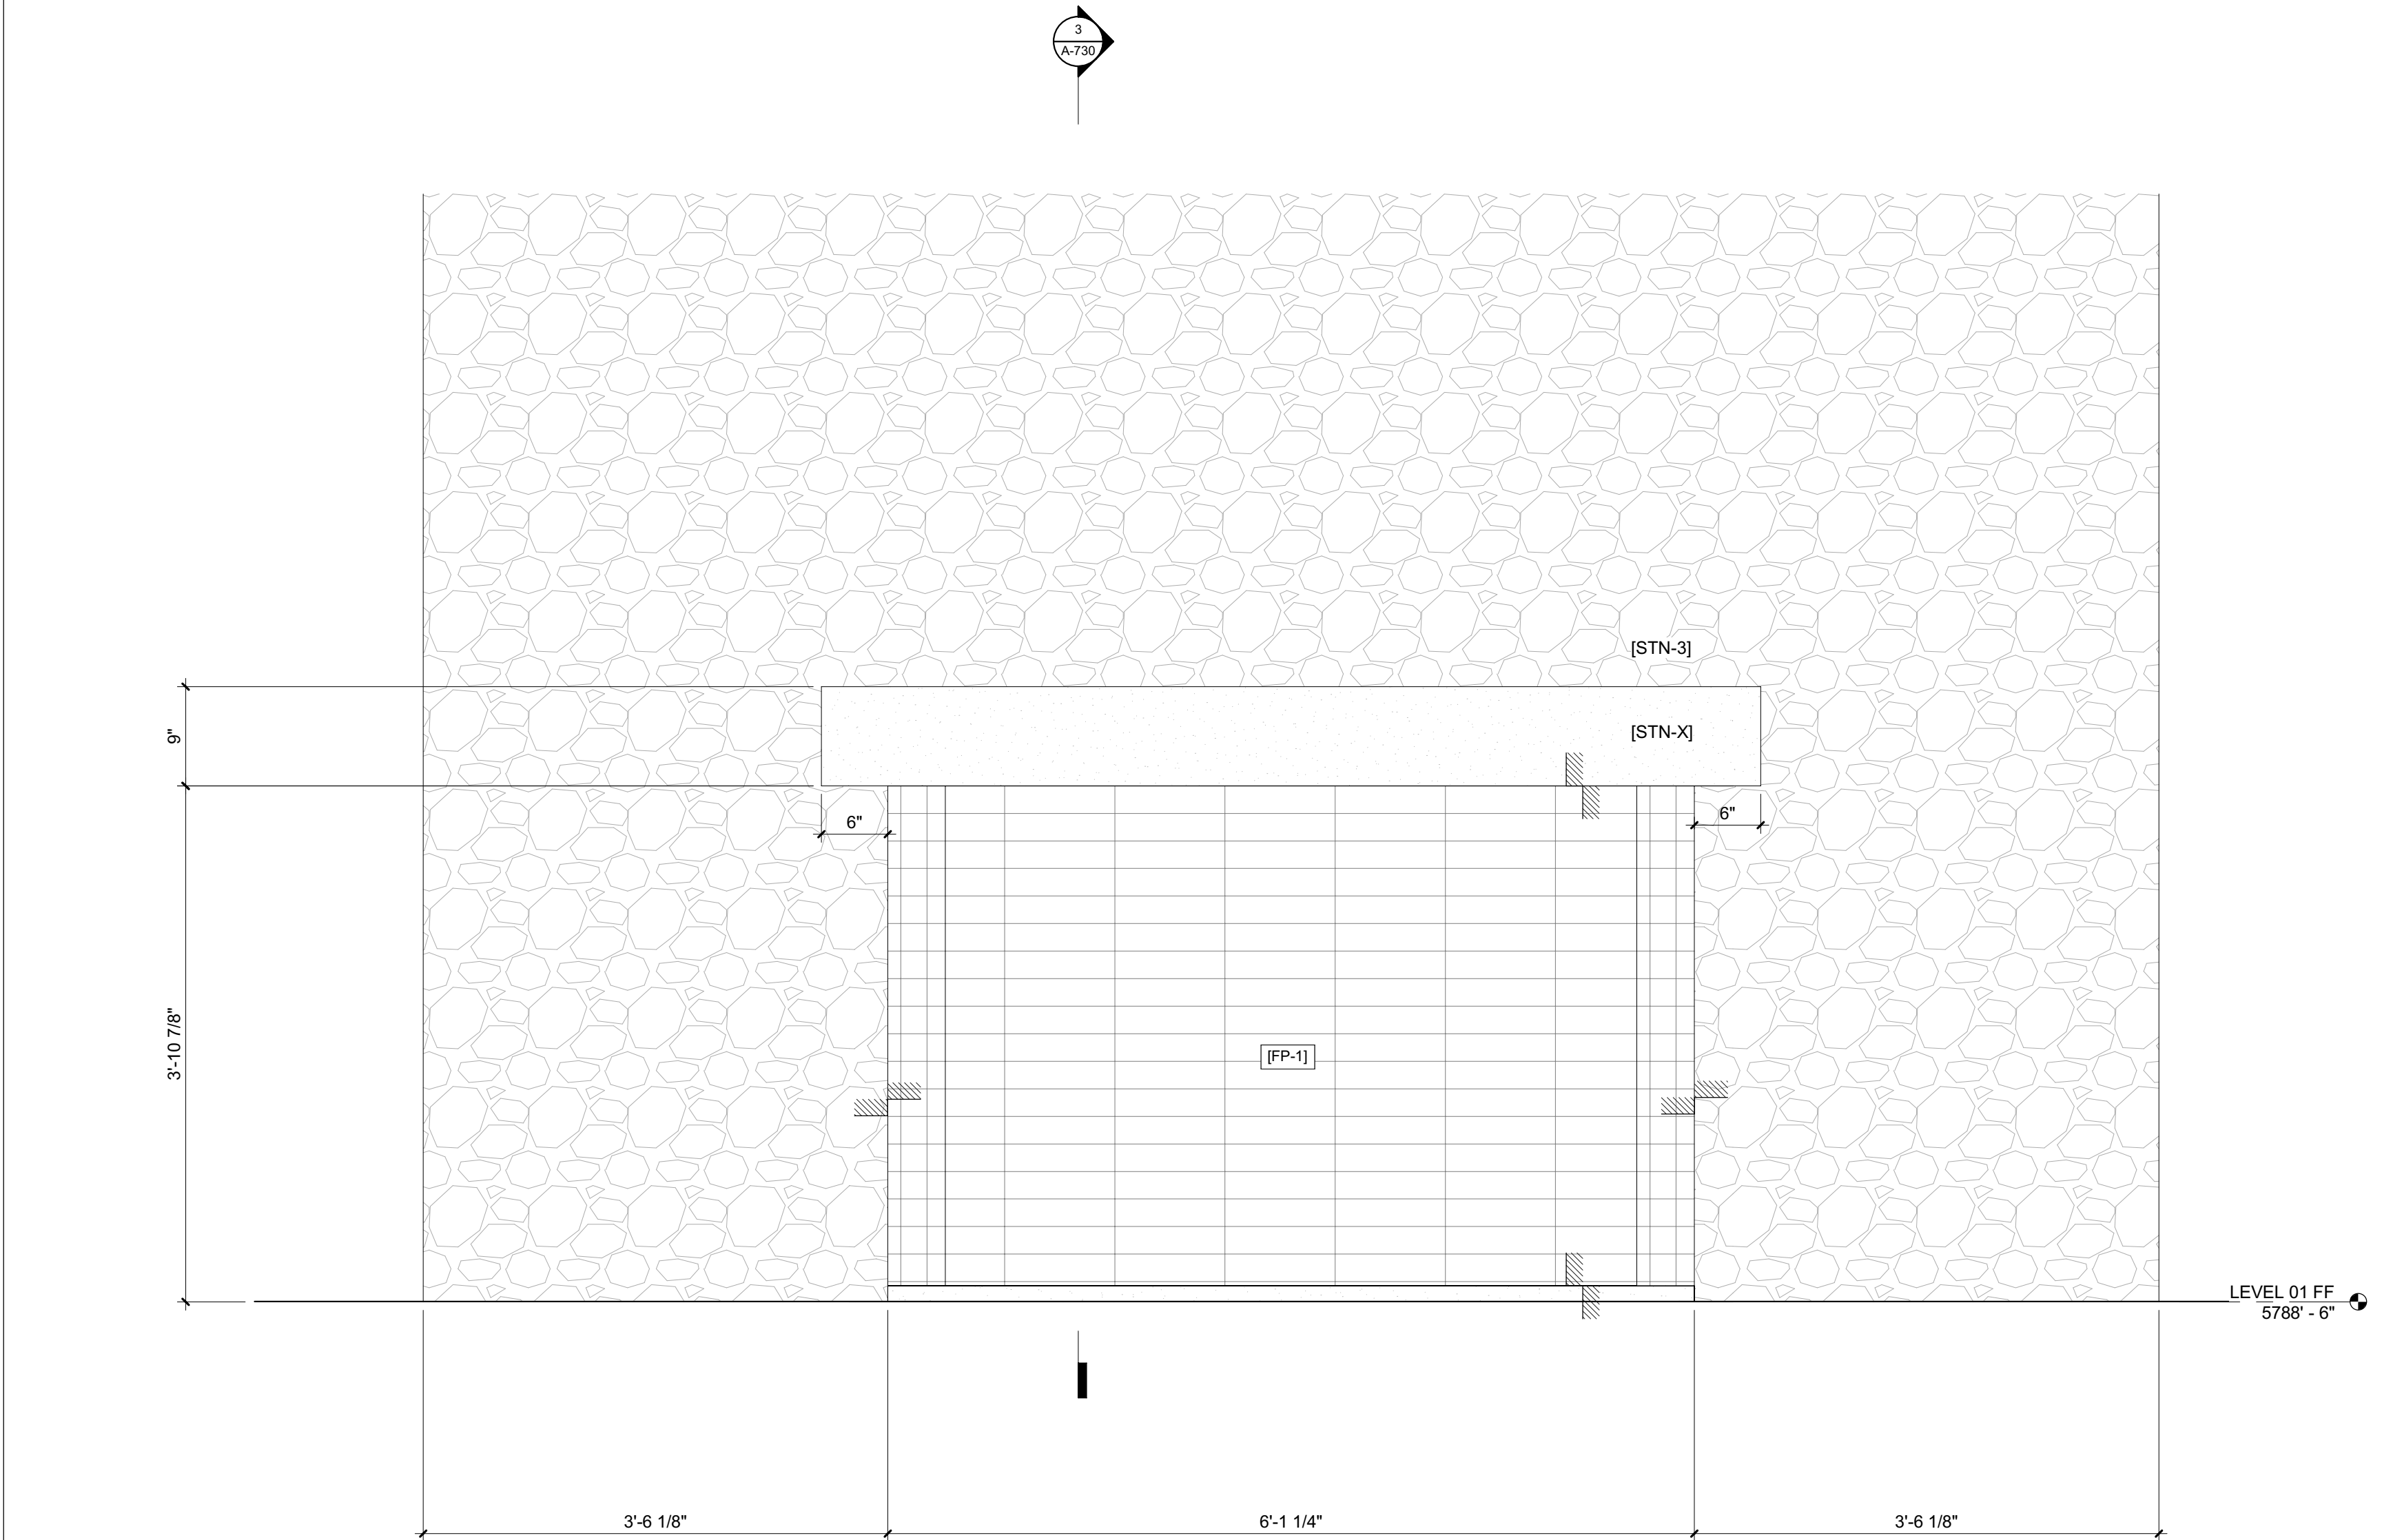 3
A-730
[STN-3]
[STN-X]
9"
6"
6"
3'-10 7/8"
[FP-1]
LEVEL 01 FF
5788' - 6"
3'-6 1/8"
6'-1 1/4"
3'-6 1/8"